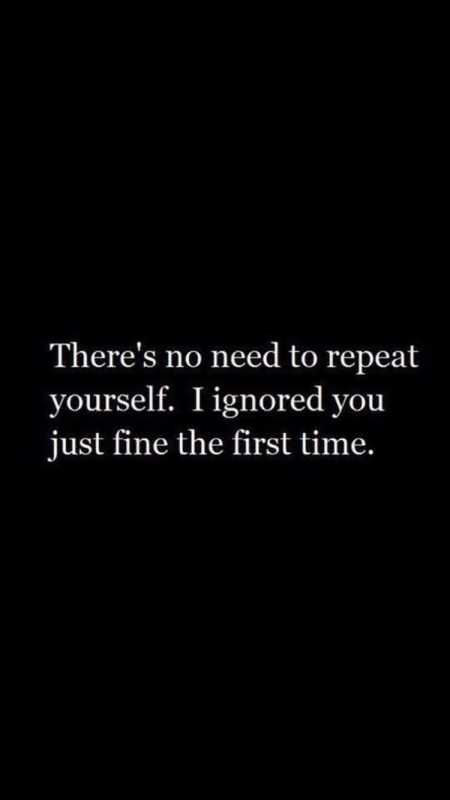 There's no need to repeat
yourself.  I ignored you
just fine the first time.